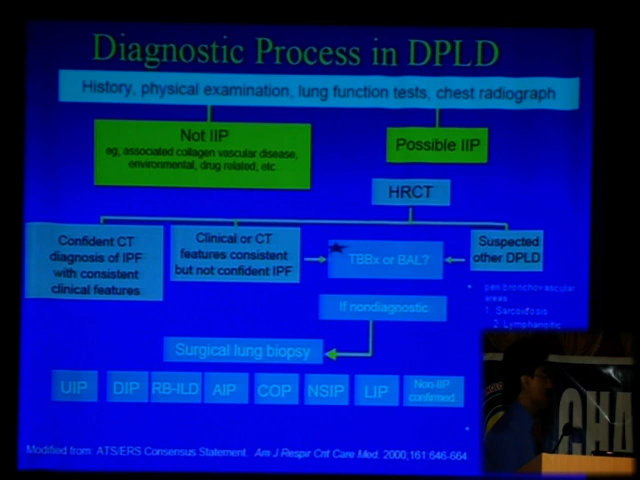 Diagnostic Process in DPLD
History, physical examination, lung function tests, chest radiograph
Not IIP
eg, associated collagen vascular disease,
environmental, drug related, etc
Possible IIP
HRCT
Confident CT
diagnosis of IPF
with consistent
clinical features
Clinical or CT
features consistent
but not confident IPF
TBBx or BAL?
Suspected
other DPLD
peri bronchovascular
areas
1. Sarcoidosis
2. Lymphangitic
If nondiagnostic
Surgical lung biopsy
UIP
DIP
RB-ILD
AIP
COP
NSIP
LIP
Non-IIP
confirmed
Modified from: ATS/ERS Consensus Statement. Am J Respir Crit Care Med. 2000;161:646-664
CHA